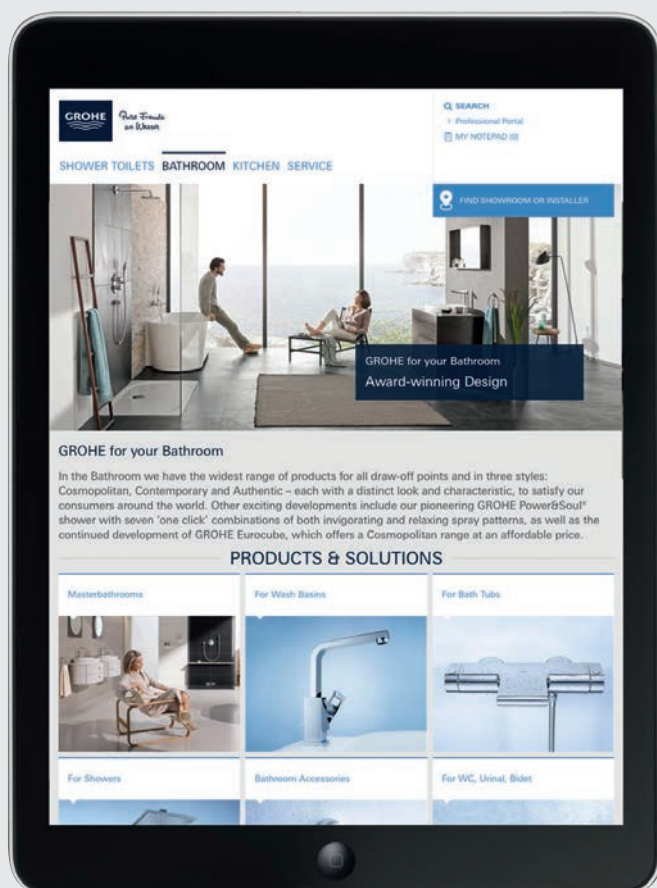 GROHE
Pure Freude
an Wasser
SEARCH
> Professional Portal
MY NOTEPAD (0)
SHOWER TOILETS BATHROOM KITCHEN SERVICE
FIND SHOWROOM OR INSTALLER
GROHE for your Bathroom
Award-winning Design
GROHE for your Bathroom
In the Bathroom we have the widest range of products for all draw-off points and in three styles:
Cosmopolitan, Contemporary and Authentic – each with a distinct look and characteristic, to satisfy our
consumers around the world. Other exciting developments include our pioneering GROHE Power&Soul®
shower with seven 'one click' combinations of both invigorating and relaxing spray patterns, as well as the
continued development of GROHE Eurocube, which offers a Cosmopolitan range at an affordable price.
PRODUCTS & SOLUTIONS
Masterbathrooms For Wash Basins For Bath Tubs
For Showers Bathroom Accessories For WC, Urinal, Bidet